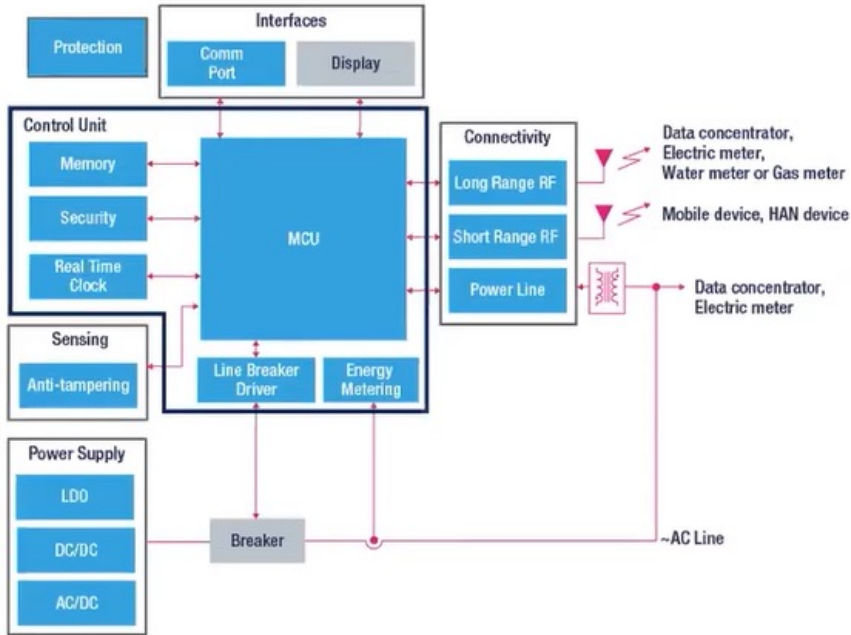 Protection
Interfaces
Comm
Port
Display
Control Unit
Memory
Security
Real Time
Clock
MCU
Line Breaker
Driver
Energy
Metering
Connectivity
Long Range RF
Short Range RF
Power Line
Data concentrator,
Electric meter,
Water meter or Gas meter
Mobile device, HAN device
Data concentrator,
Electric meter
Sensing
Anti-tampering
Power Supply
LDO
DC/DC
AC/DC
Breaker
~AC Line